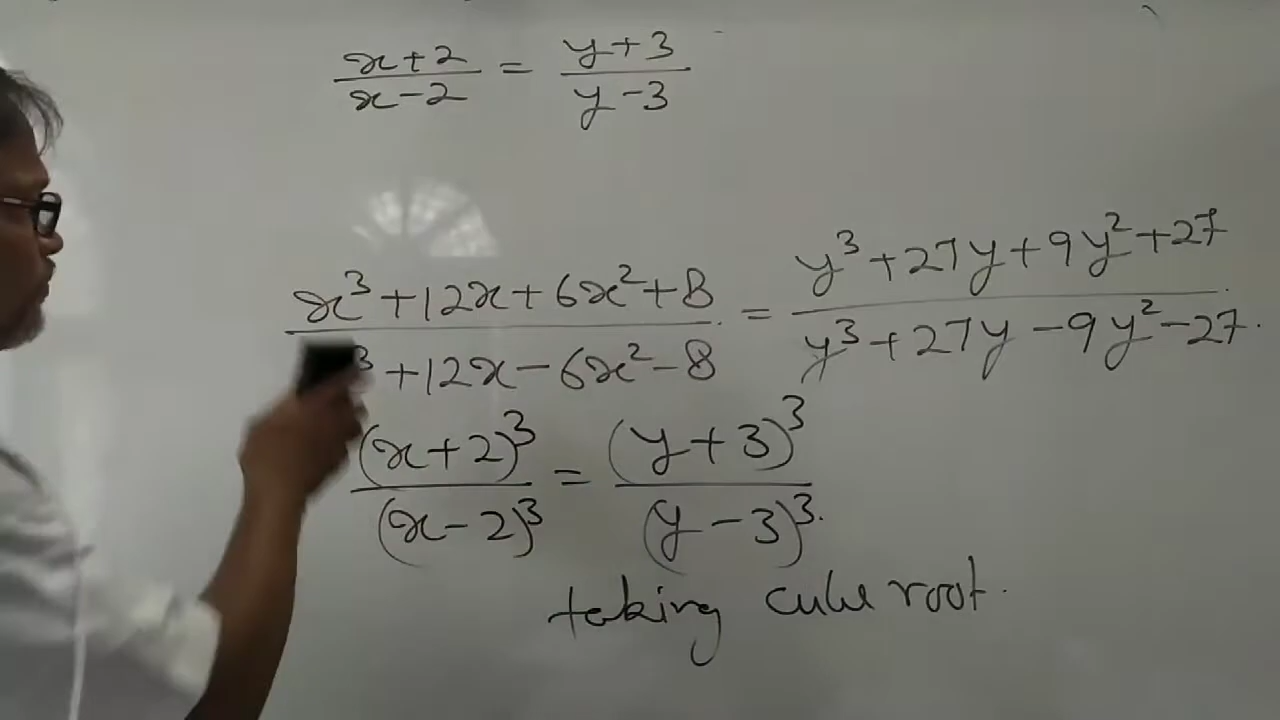 x+2/x-2 = y+3/y-3
x³+12x+6x²+8/³+12x-6x²-8 = y³+27y+9y²+27/y³+27y-9y²-27.
(x+2)³/(x-2)³ = (y+3)³/(y-3)³.
taking cube root.